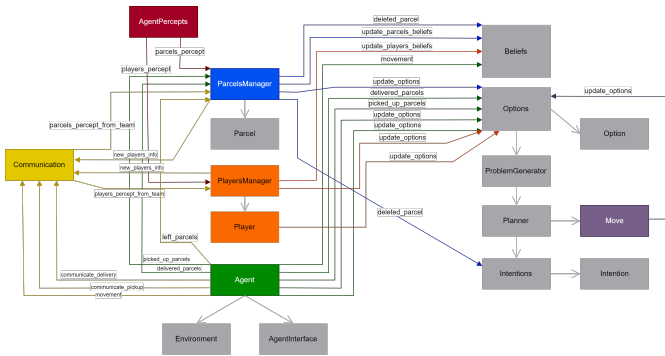 AgentPercepts
deleted_parcel
update_parcels_beliefs
parcels_percept
update_players_beliefs
Beliefs
players_percept
movement
ParcelsManager
update_options
update_options
delivered_parcels
picked_up_parcels
Options
update_options
parcels_percept_from_team
update_options
Parcel
Option
update_options
new_players_info
update_options
new_players_info
Communication
ProblemGenerator
PlayersManager
players_percept_from_team
deleted_parcel
Planner
Move
Player
left_parcels
picked_up_parcels
delivered_parcels
communicate_delivery
Agent
Intentions
Intention
communicate_pickup
movement
Environment
AgentInterface